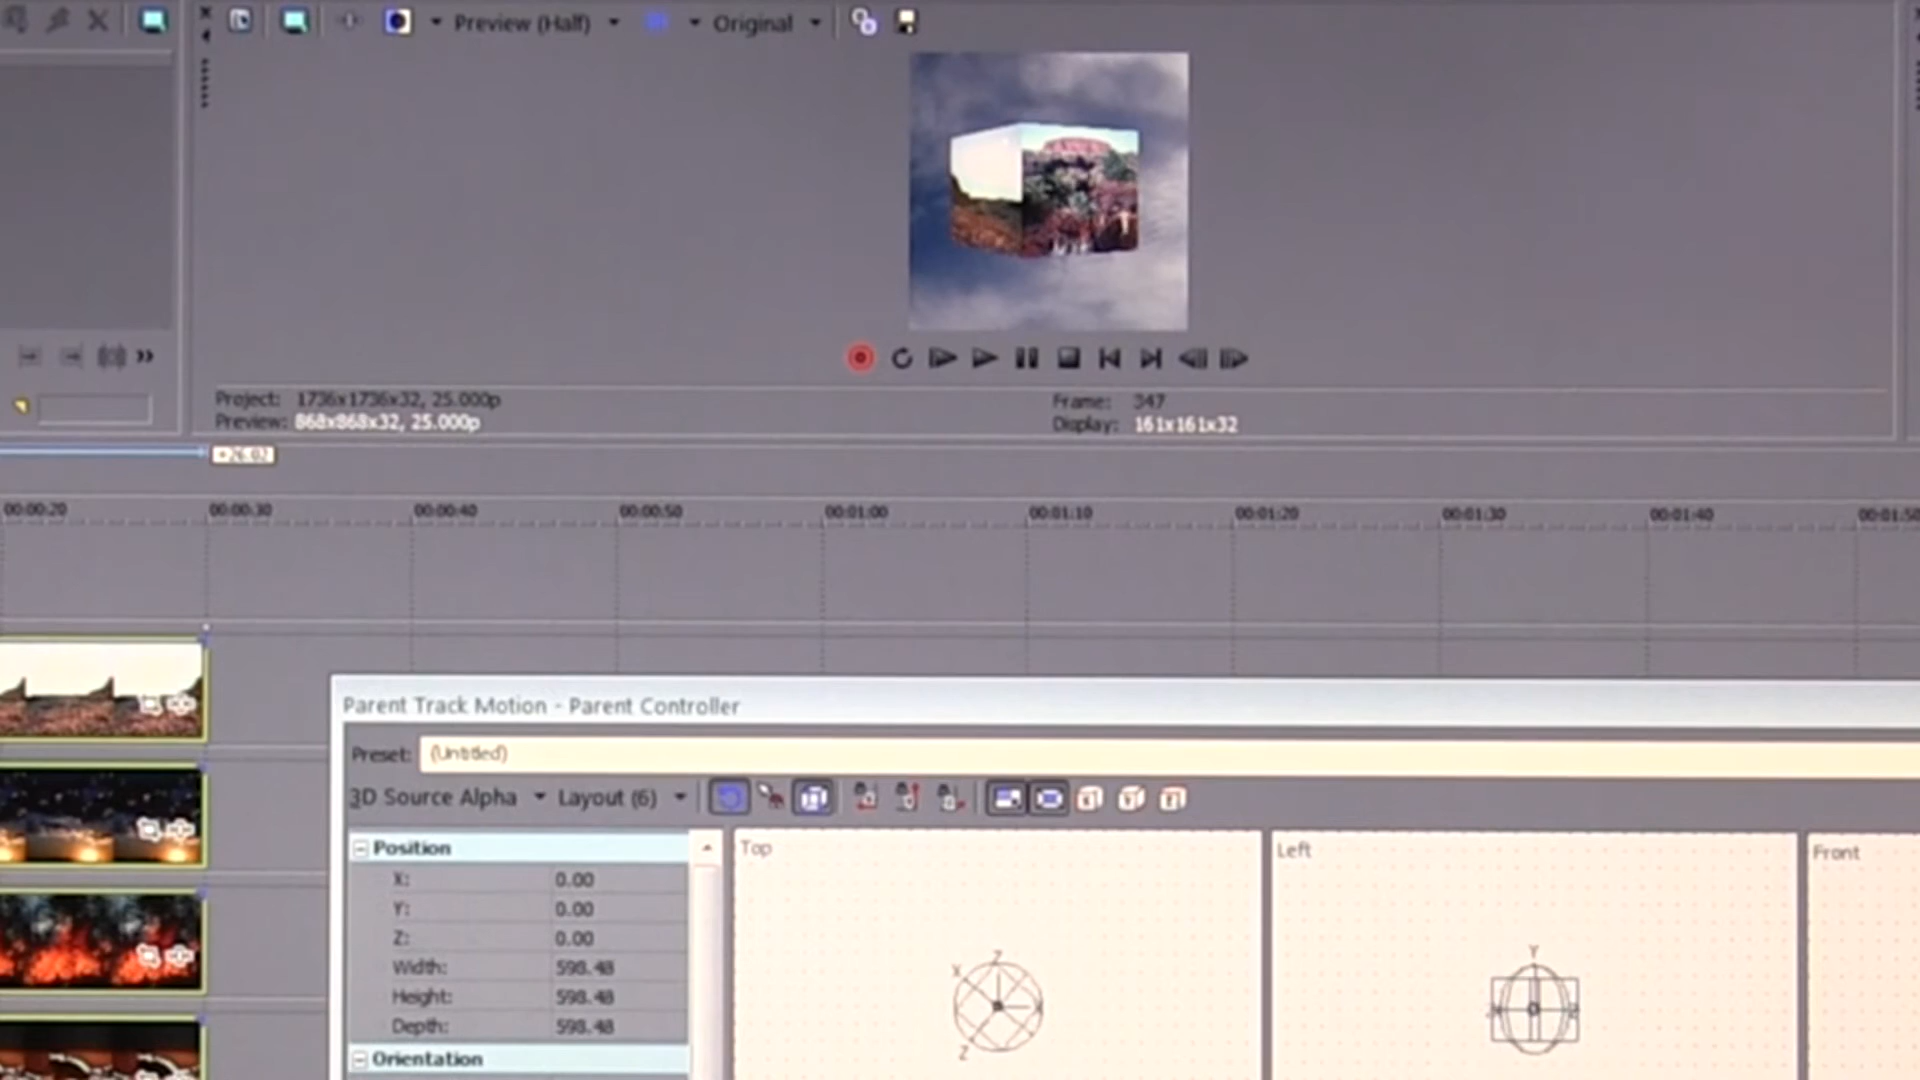 Preview (Half) Original
Project: 1736x1736x32, 25.000p
Preview: 868x868x32, 25.000p
Frame: 347
Display: 161x161x32
+26.02
00:00:20 00:00:30 00:00:40 00:00:50 00:01:00 00:01:10 00:01:20 00:01:30 00:01:40 00:01:50
Parent Track Motion - Parent Controller
Preset: (Untitled)
3D Source Alpha Layout (6)
Position
X: 0.00
Y: 0.00
Z: 0.00
Width: 598.48
Height: 598.48
Depth: 598.48
Orientation
Top
Left
Front
X
Z
Z
Y